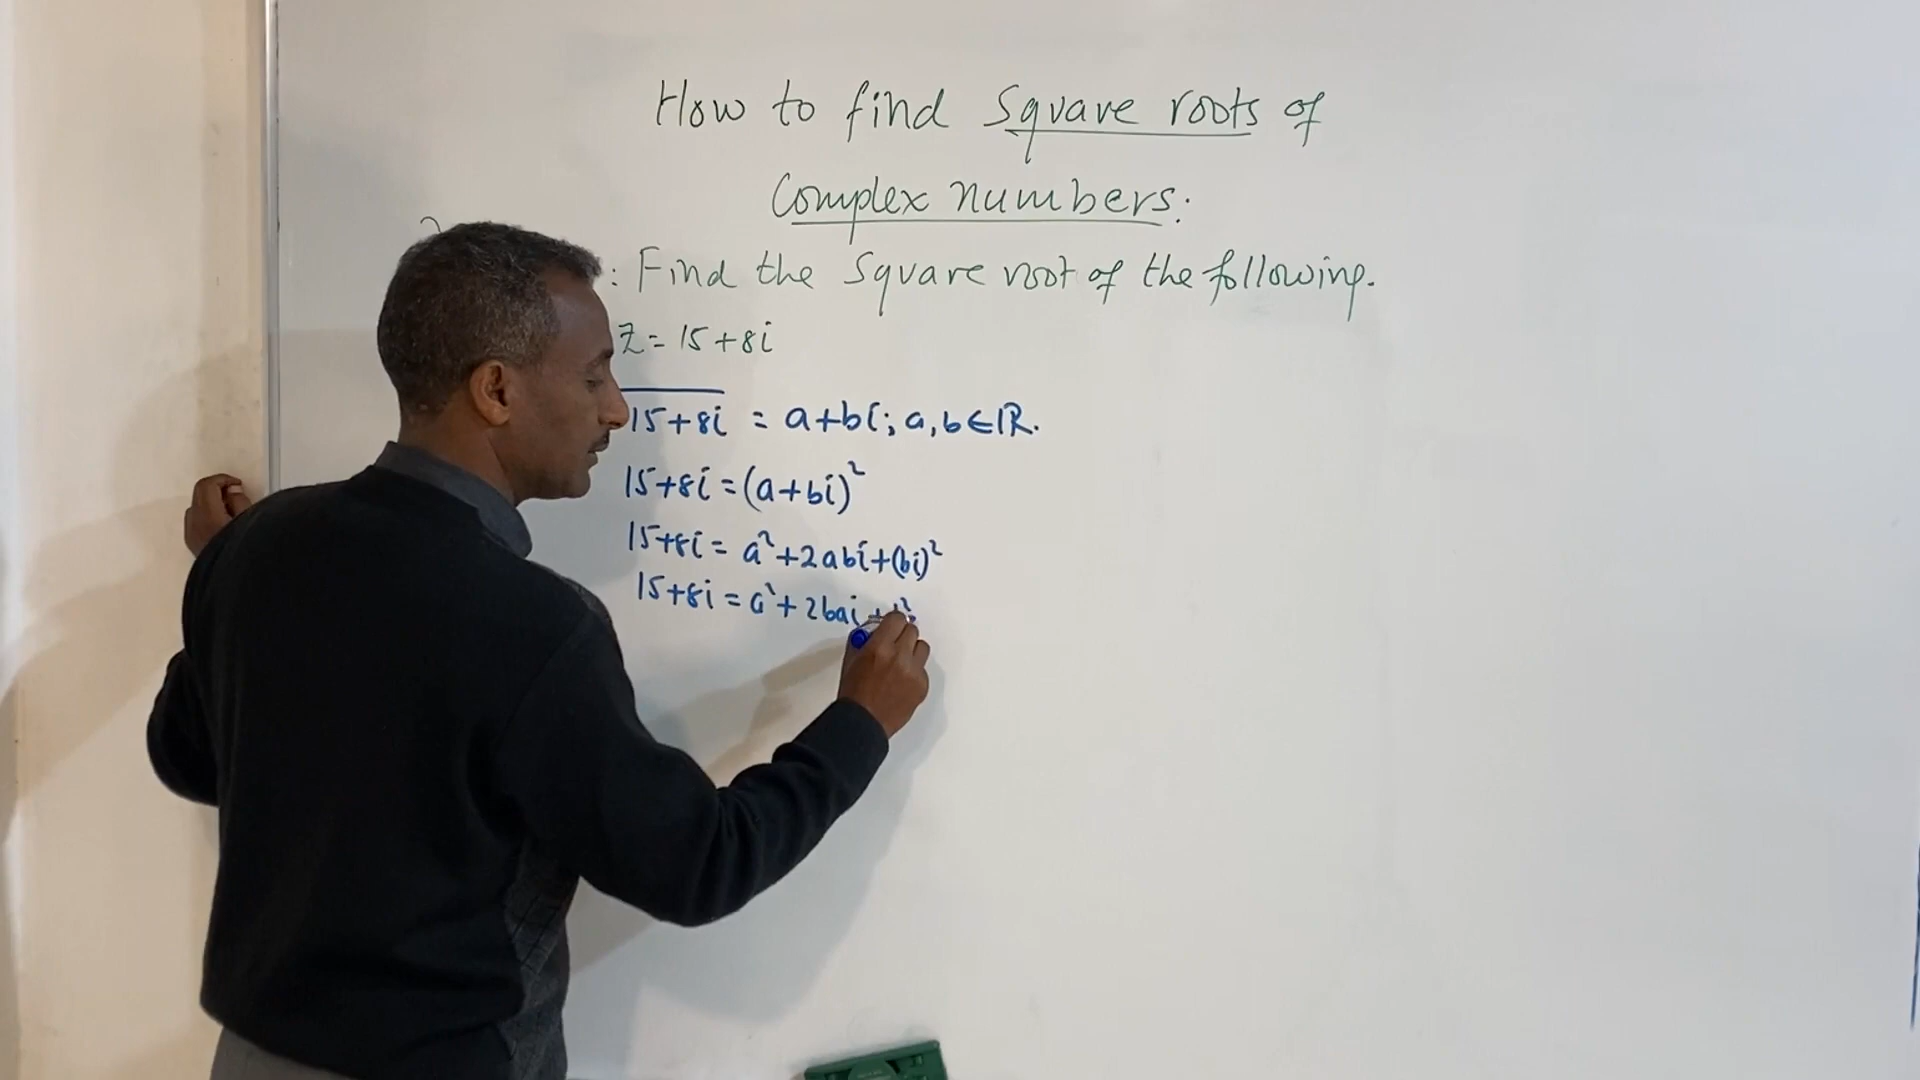 How to find Square roots of
Complex numbers:
: Find the square root of the following.
Z = 15+8i
15+8i = a+bi; a,b∈ℝ.
15+8i = (a+bi)²
15+8i = a²+2abi+(bi)²
15+8i = a²+2bai +